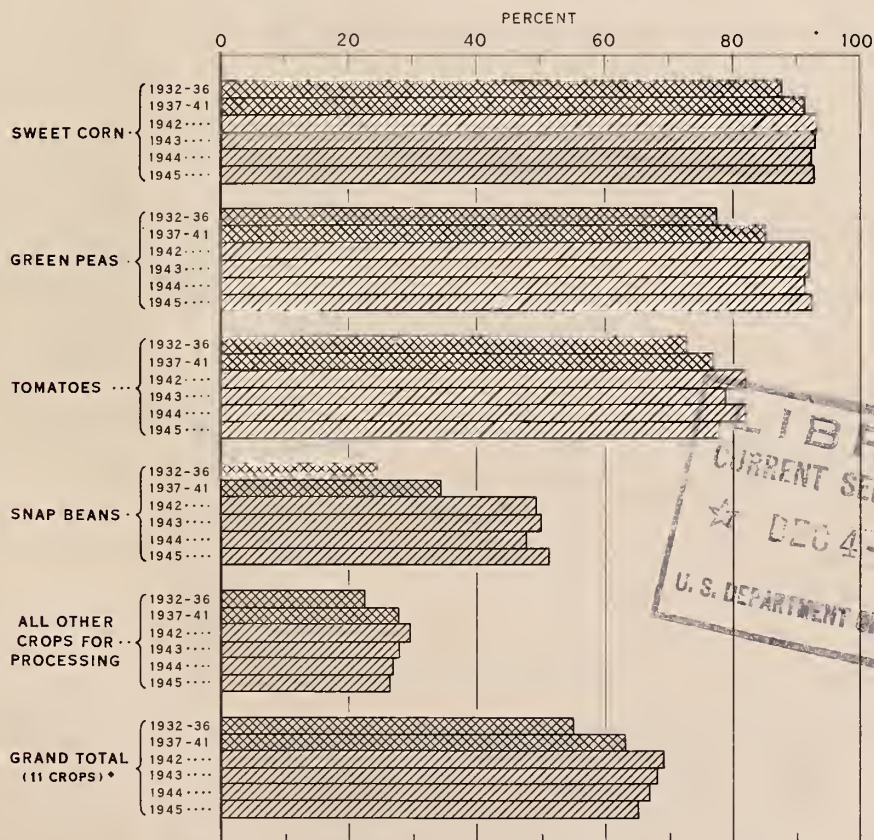 PERCENT
0 20 40 60 80 100
SWEET CORN ··
1932-36
1937-41
1942 ····
1943 ····
1944 ····
1945 ····
GREEN PEAS ··
1932-36
1937-41
1942 ····
1943 ····
1944 ····
1945 ····
TOMATOES ···
1932-36
1937-41
1942 ····
1943 ····
1944 ····
1945 ····
SNAP BEANS ··
1932-36
1937-41
1942 ····
1943 ····
1944 ····
1945 ····
ALL OTHER
CROPS FOR ··
PROCESSING
1932-36
1937-41
1942 ····
1943 ····
1944 ····
1945 ····
GRAND TOTAL
(11 CROPS)*
1932-36
1937-41
1942 ····
1943 ····
1944 ····
1945 ····
CURRENT
☆ DEC 4-
U. S. DEPARTMENT